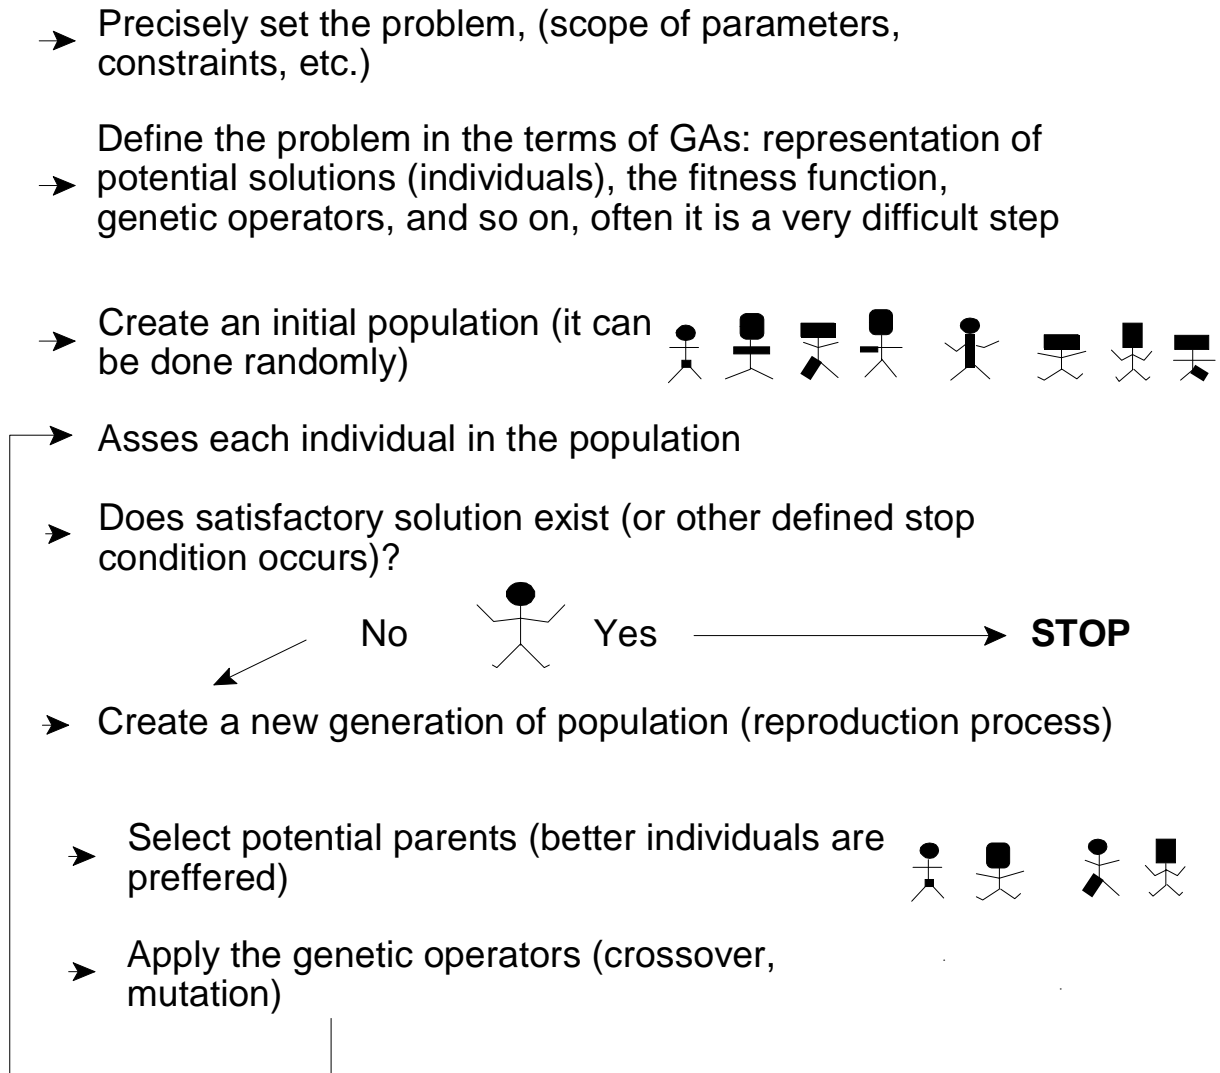 Precisely set the problem, (scope of parameters,
constraints, etc.)
Define the problem in the terms of GAs: representation of
potential solutions (individuals), the fitness function,
genetic operators, and so on, often it is a very difficult step
Create an initial population (it can
be done randomly)
Asses each individual in the population
Does satisfactory solution exist (or other defined stop
condition occurs)?
No Yes STOP
Create a new generation of population (reproduction process)
Select potential parents (better individuals are
preffered)
Apply the genetic operators (crossover,
mutation)